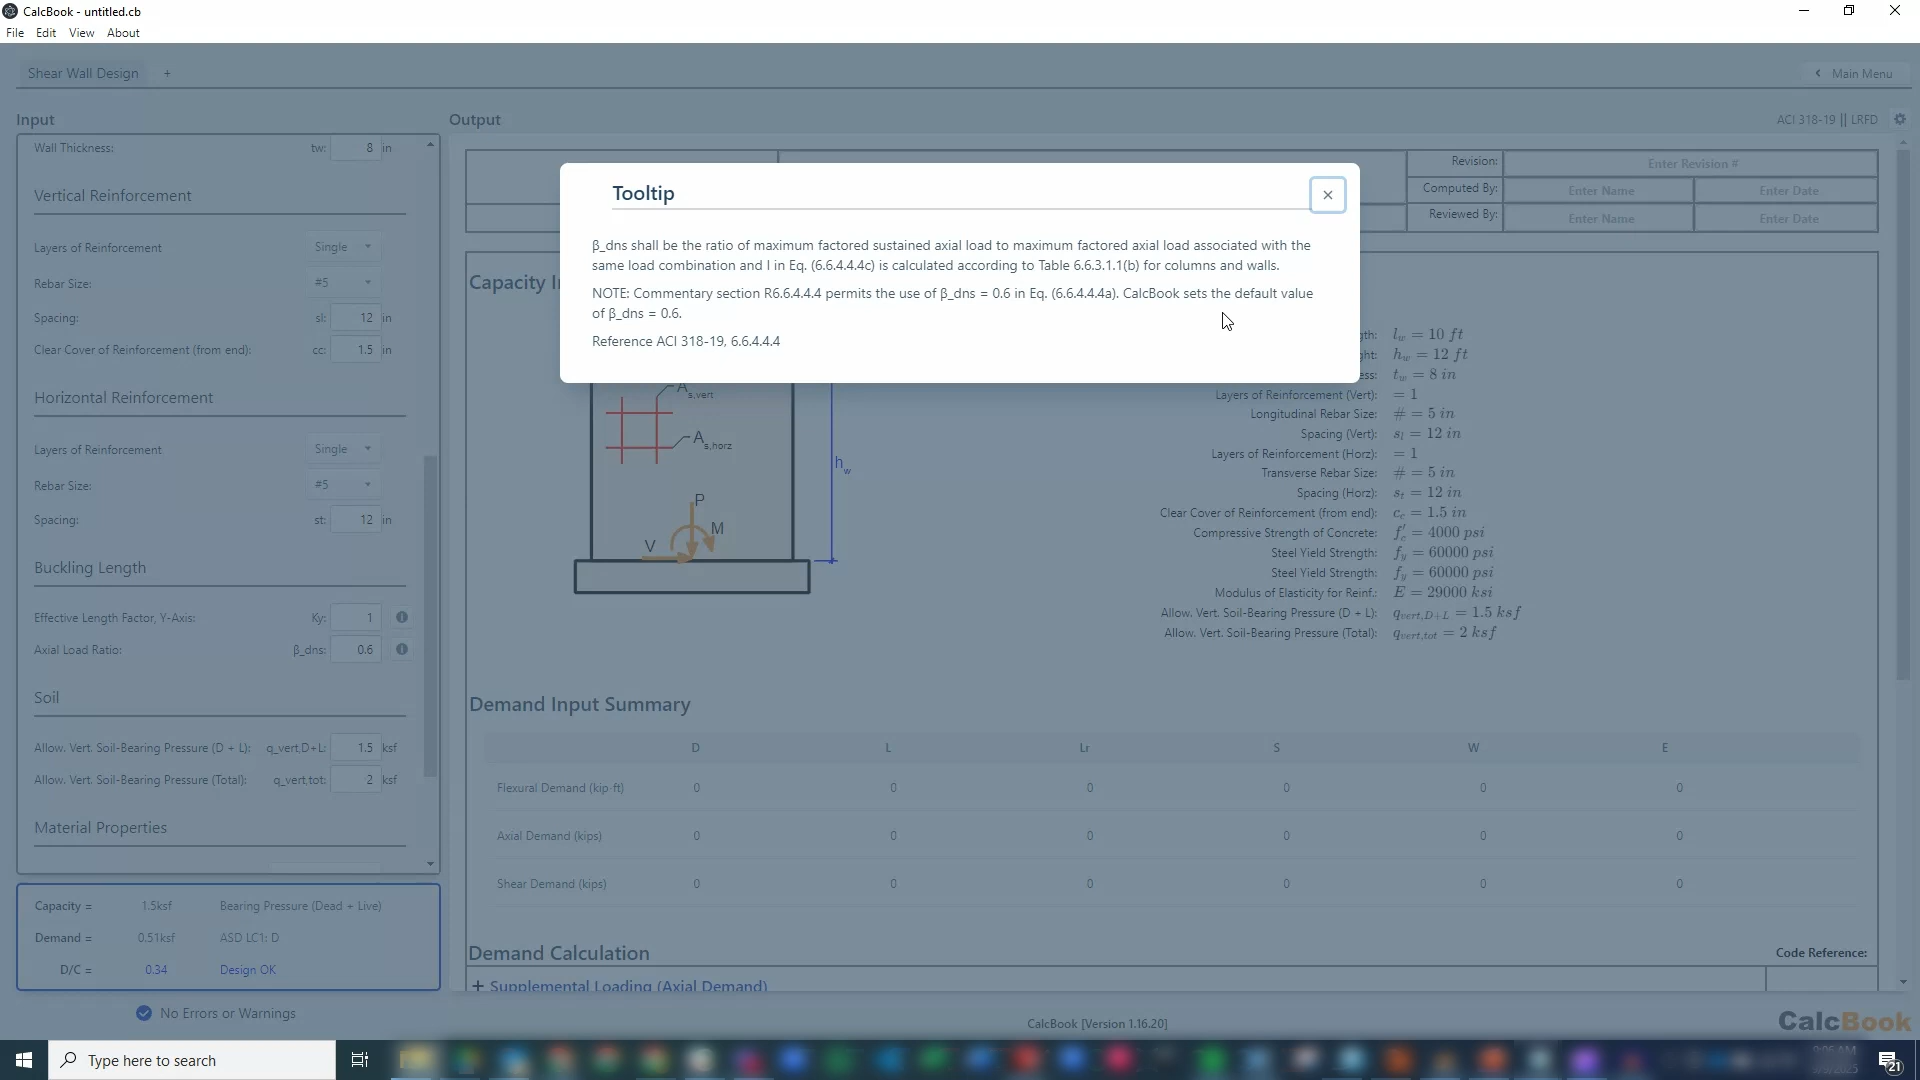 CalcBook - untitled.cb
File Edit View About
Shear Wall Design +
Main Menu
Input
Output
ACI 318-19 || LRFD
Wall Thickness: tw: 8 in
Vertical Reinforcement
Layers of Reinforcement Single
Rebar Size: #5
Spacing: sl: 12 in
Clear Cover of Reinforcement (from end): cc: 1.5 in
Horizontal Reinforcement
Layers of Reinforcement Single
Rebar Size: #5
Spacing: st: 12 in
Buckling Length
Effective Length Factor, Y-Axis: Ky: 1
Axial Load Ratio: β_dns: 0.6
Soil
Allow. Vert. Soil-Bearing Pressure (D + L): q_vert,D+L: 1.5 ksf
Allow. Vert. Soil-Bearing Pressure (Total): q_vert,tot: 2 ksf
Material Properties
Capacity = 1.5ksf Bearing Pressure (Dead + Live)
Demand = 0.51ksf ASD LC1: D
D/C = 0.34 Design OK
No Errors or Warnings
Revision: Enter Revision #
Computed By: Enter Name Enter Date
Reviewed By: Enter Name Enter Date
Tooltip
β_dns shall be the ratio of maximum factored sustained axial load to maximum factored axial load associated with the
same load combination and I in Eq. (6.6.4.4.4c) is calculated according to Table 6.6.3.1.1(b) for columns and walls.
NOTE: Commentary section R6.6.4.4.4 permits the use of β_dns = 0.6 in Eq. (6.6.4.4.4a). CalcBook sets the default value
of β_dns = 0.6.
Reference ACI 318-19, 6.6.4.4.4
Capacity
A s,vert
A s,horz
h w
P
M
V
l_w = 10 ft
h_w = 12 ft
t_w = 8 in
Layers of Reinforcement (Vert): = 1
Longitudinal Rebar Size: # = 5 in
Spacing (Vert): s_l = 12 in
Layers of Reinforcement (Horz): = 1
Transverse Rebar Size: # = 5 in
Spacing (Horz): s_t = 12 in
Clear Cover of Reinforcement (from end): c_c = 1.5 in
Compressive Strength of Concrete: f'_c = 4000 psi
Steel Yield Strength: f_y = 60000 psi
Steel Yield Strength: f_y = 60000 psi
Modulus of Elasticity for Reinf.: E = 29000 ksi
Allow. Vert. Soil-Bearing Pressure (D + L): q_vert,D+L = 1.5 ksf
Allow. Vert. Soil-Bearing Pressure (Total): q_vert,tot = 2 ksf
Demand Input Summary
D L Lr S W E
Flexural Demand (kip ft) 0 0 0 0 0 0
Axial Demand (kips) 0 0 0 0 0 0
Shear Demand (kips) 0 0 0 0 0 0
Demand Calculation
Code Reference:
+ Supplemental Loading (Axial Demand)
CalcBook [Version 1.16.20]
CalcBook
Type here to search
21